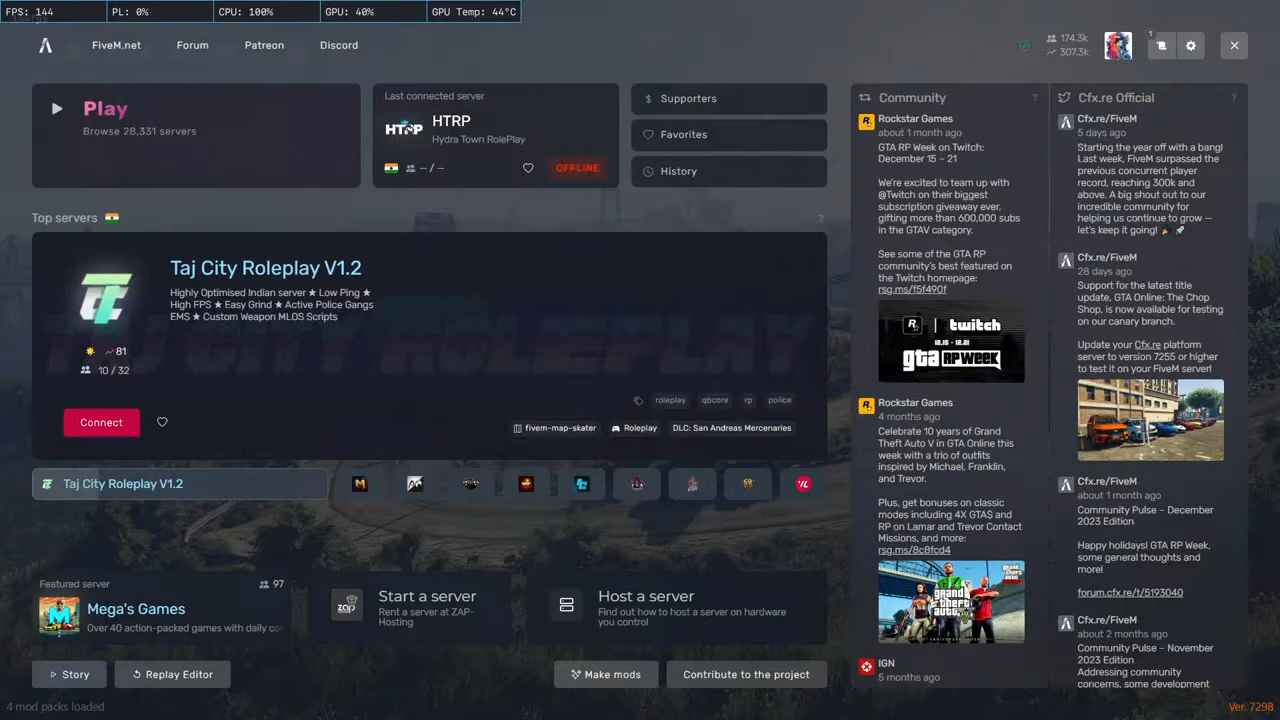 FPS: 144
PL: 0%
CPU: 100%
GPU: 40%
GPU Temp: 44°C
FiveM.net
Forum
Patreon
Discord
174.3k
307.3k
1
Play
Browse 28,331 servers
Last connected server
HTRP
HTRP
Hydra Town RolePlay
– / –
OFFLINE
$ Supporters
Favorites
History
Top servers
?
Taj City Roleplay V1.2
Highly Optimised Indian server ★ Low Ping ★
High FPS ★ Easy Grind ★ Active Police Gangs
EMS ★ Custom Weapon MLOS Scripts
TAJ CITY ROLEPLAY
81
10 / 32
roleplay
qbcore
rp
police
Connect
fivem-map-skater
Roleplay
DLC: San Andreas Mercenaries
Taj City Roleplay V1.2
Featured server
97
Mega's Games
Over 40 action-packed games with daily co
ZAP
Start a server
Rent a server at ZAP-
Hosting
Host a server
Find out how to host a server on hardware
you control
Story
Replay Editor
Make mods
Contribute to the project
4 mod packs loaded
Community
?
Rockstar Games
about 1 month ago
GTA RP Week on Twitch:
December 15 – 21
We're excited to team up with
@Twitch on their biggest
subscription giveaway ever,
gifting more than 600,000 subs
in the GTAV category.
See some of the GTA RP
community's best featured on
the Twitch homepage:
rsg.ms/f5f490f
R | twitch
12.15 - 12.21
gta RP WEEK
Rockstar Games
4 months ago
Celebrate 10 years of Grand
Theft Auto V in GTA Online this
week with a trio of outfits
inspired by Michael, Franklin,
and Trevor.
Plus, get bonuses on classic
modes including 4X GTA$ and
RP on Lamar and Trevor Contact
Missions, and more:
rsg.ms/8c8fcd4
grand
theft
auto
IGN
5 months ago
Cfx.re Official
?
Cfx.re/FiveM
5 days ago
Starting the year off with a bang!
Last week, FiveM surpassed the
previous concurrent player
record, reaching 300k and
above. A big shout out to our
incredible community for
helping us continue to grow –
let's keep it going!
Cfx.re/FiveM
28 days ago
Support for the latest title
update, GTA Online: The Chop
Shop, is now available for testing
on our canary branch.
Update your Cfx.re platform
server to version 7255 or higher
to test it on your FiveM server!
Cfx.re/FiveM
about 1 month ago
Community Pulse – December
2023 Edition
Happy holidays! GTA RP Week,
some general thoughts and
more!
forum.cfx.re/t/5193040
Cfx.re/FiveM
about 2 months ago
Community Pulse – November
2023 Edition
Addressing community
concerns, some development
Ver. 7298